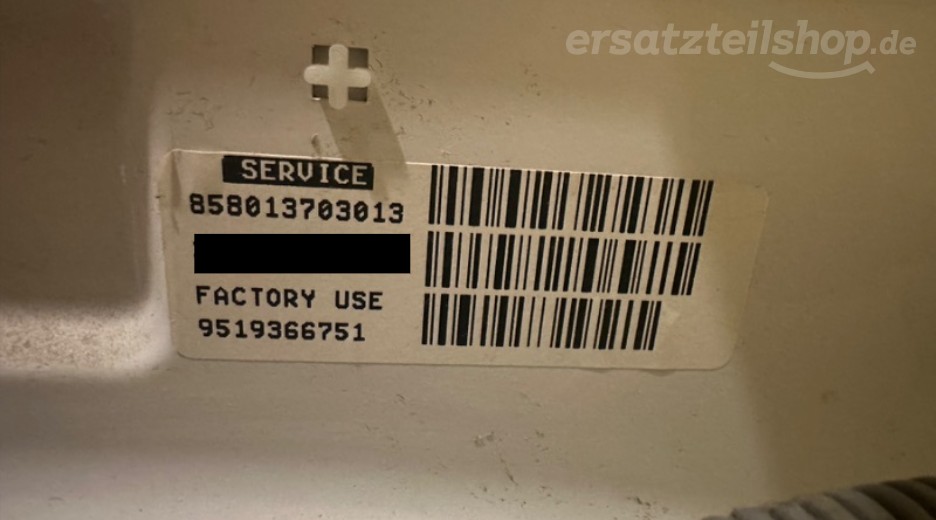 ersatzteilshop.de
SERVICE
858013703013
FACTORY USE
9519366751